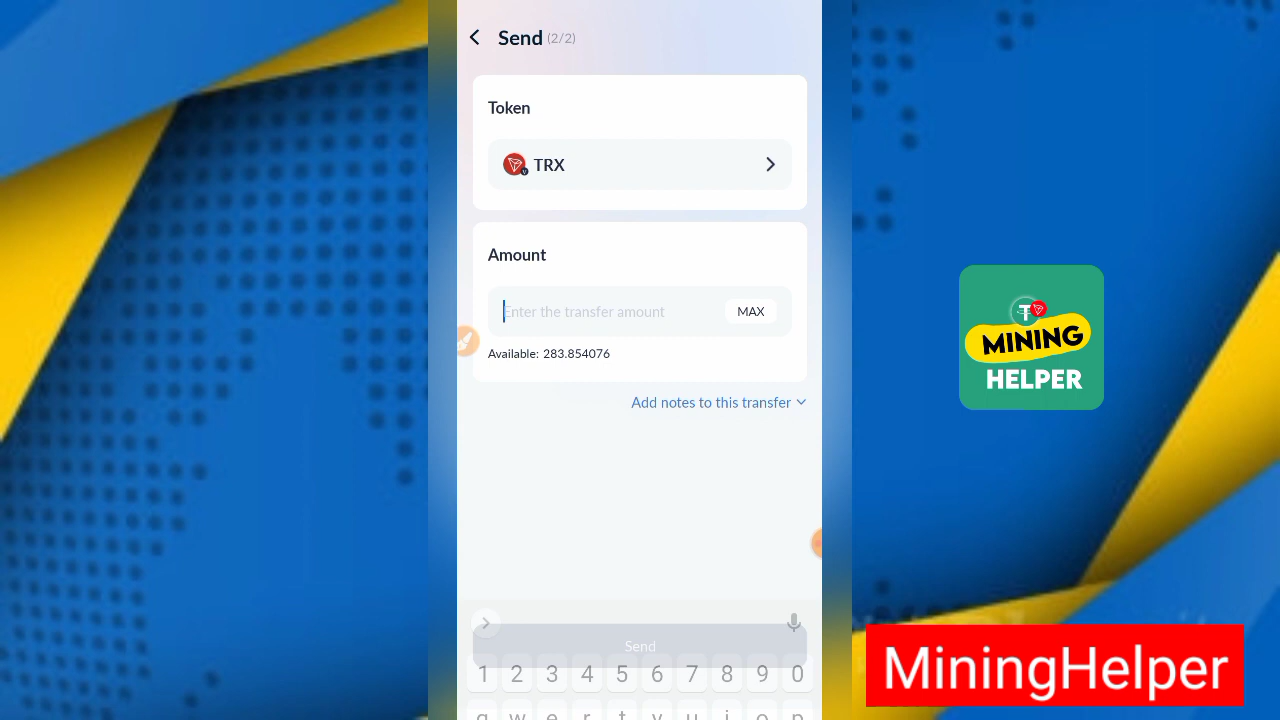 Send (2/2)
Token
TRX
Amount
Enter the transfer amount
MAX
Available: 283.854076
Add notes to this transfer
Send
1 2 3 4 5 6 7 8 9 0
q w e r t y u i o p
MINING
HELPER
MiningHelper